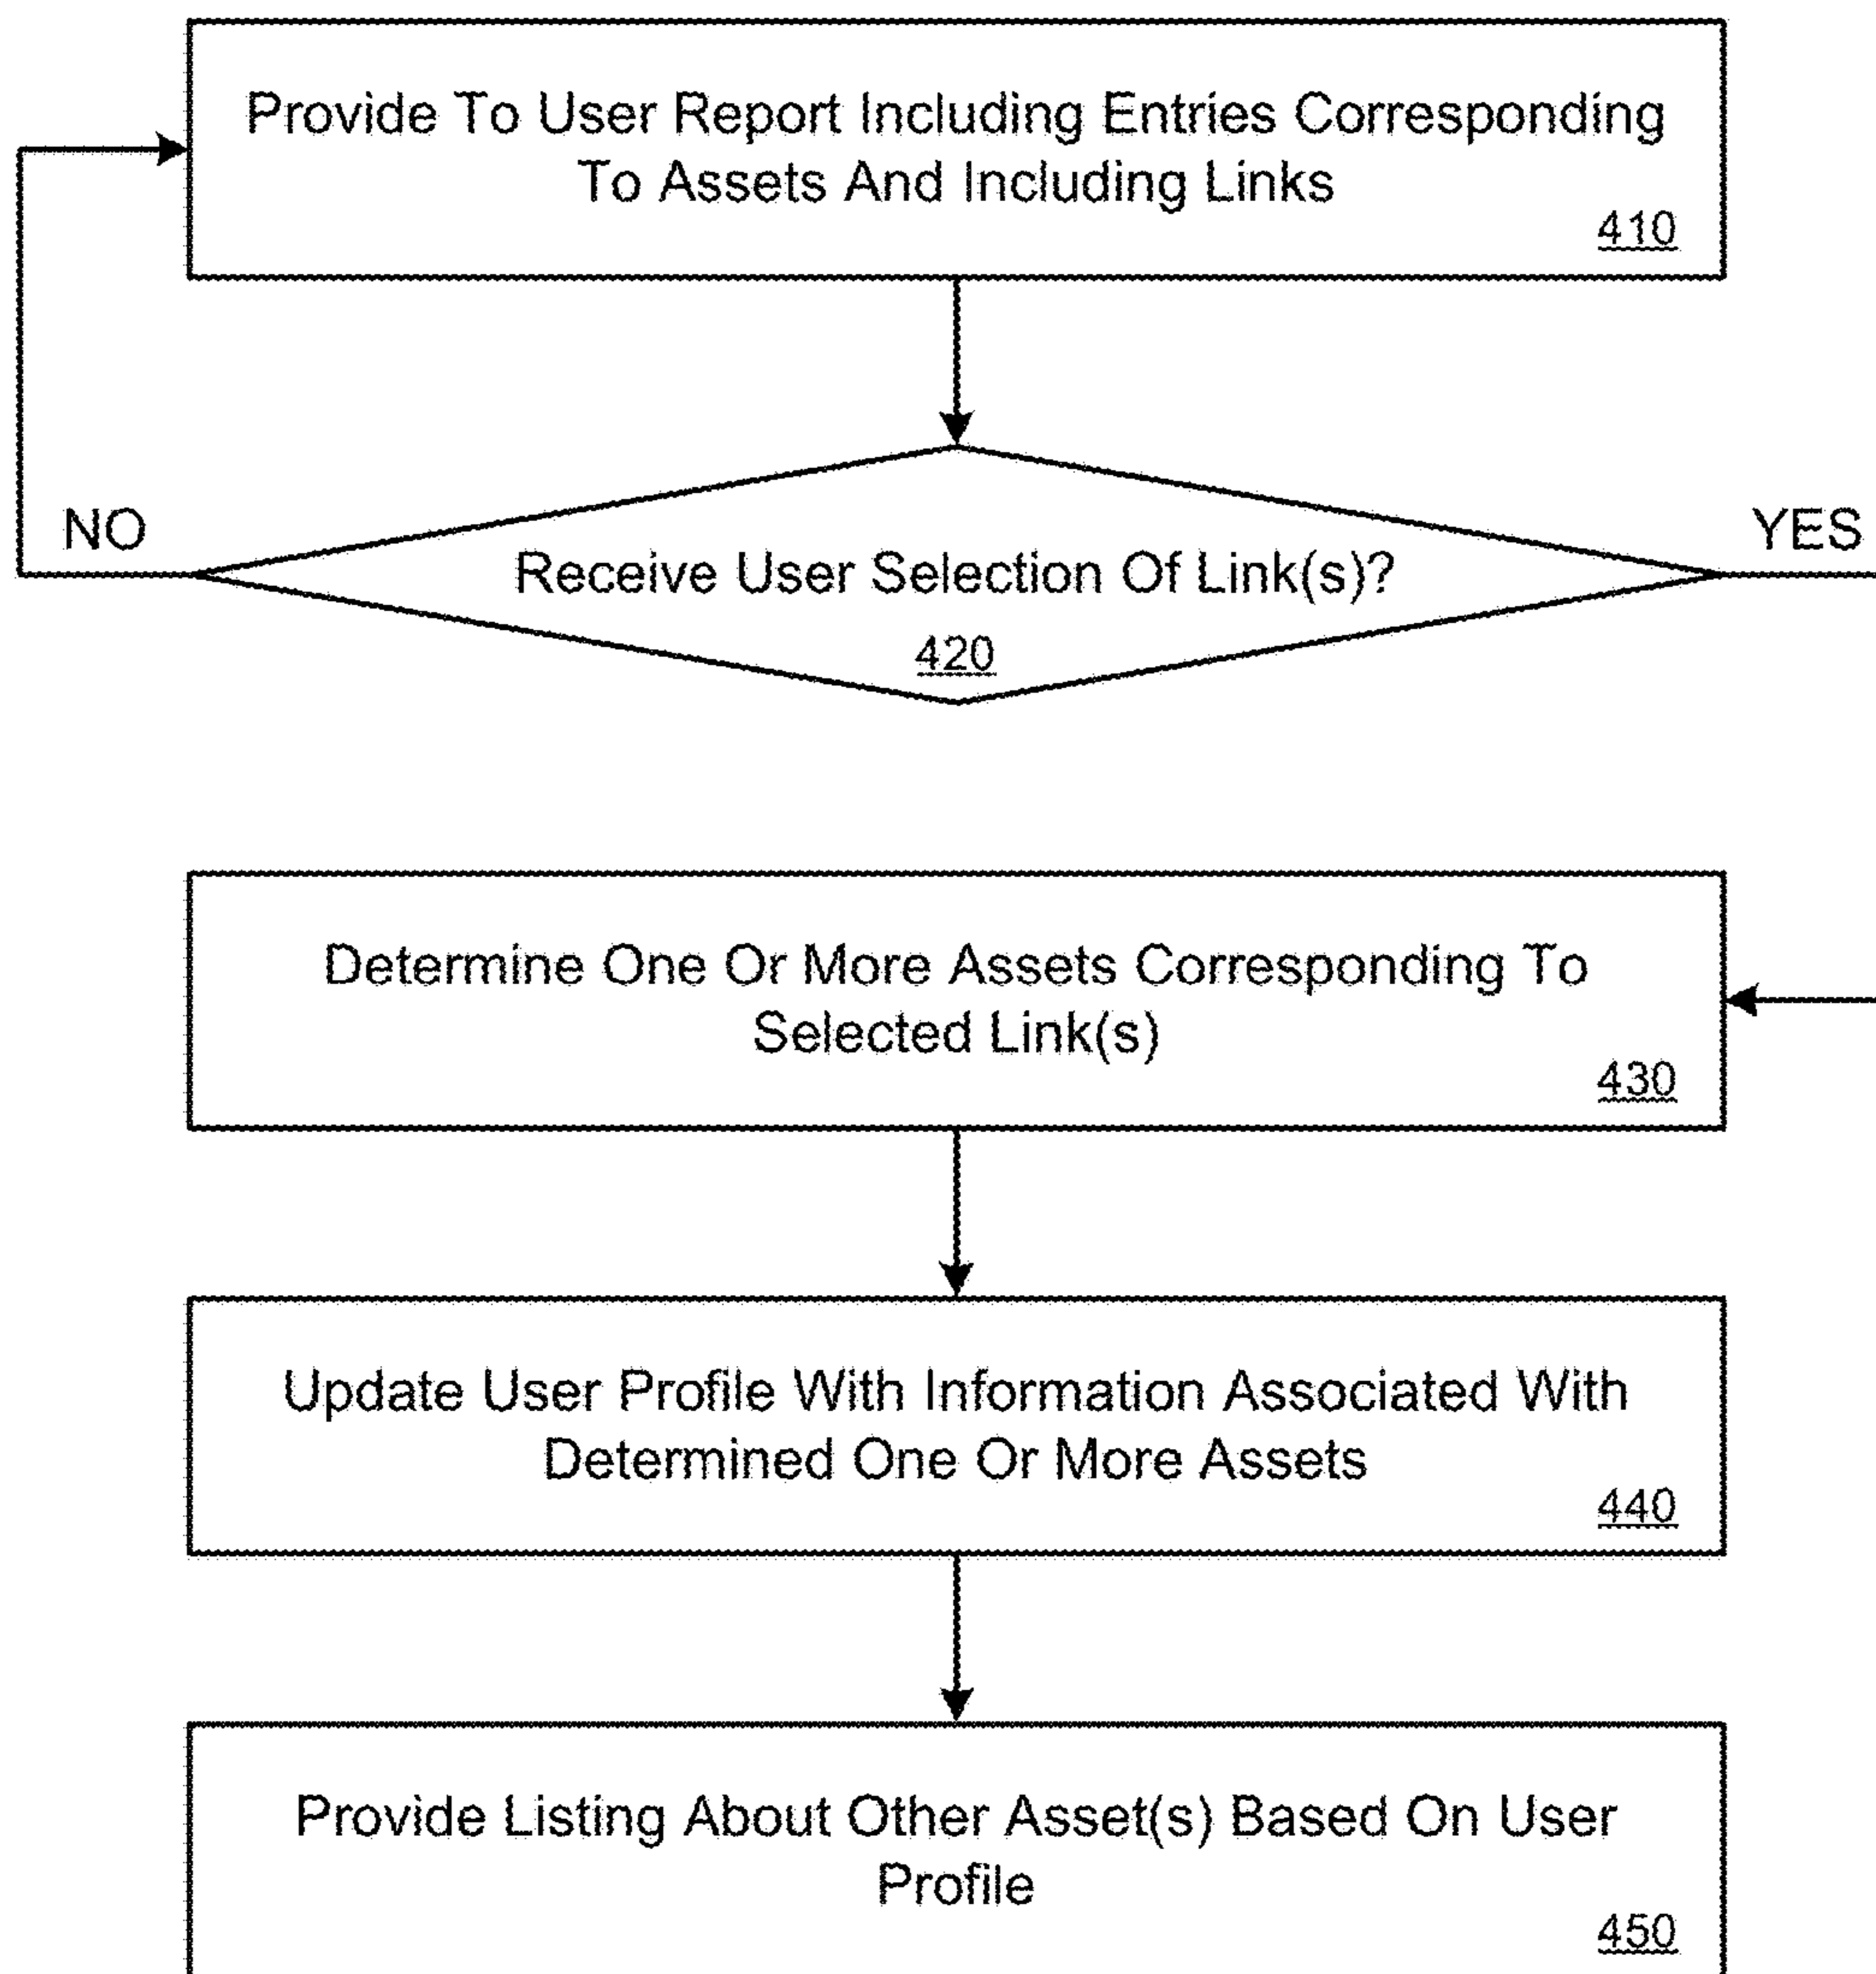 Provide To User Report Including Entries Corresponding
To Assets And Including Links
410
NO
YES
Receive User Selection Of Link(s)?
420
Determine One Or More Assets Corresponding To
Selected Link(s)
430
Update User Profile With Information Associated With
Determined One Or More Assets
440
Provide Listing About Other Asset(s) Based On User
Profile
450